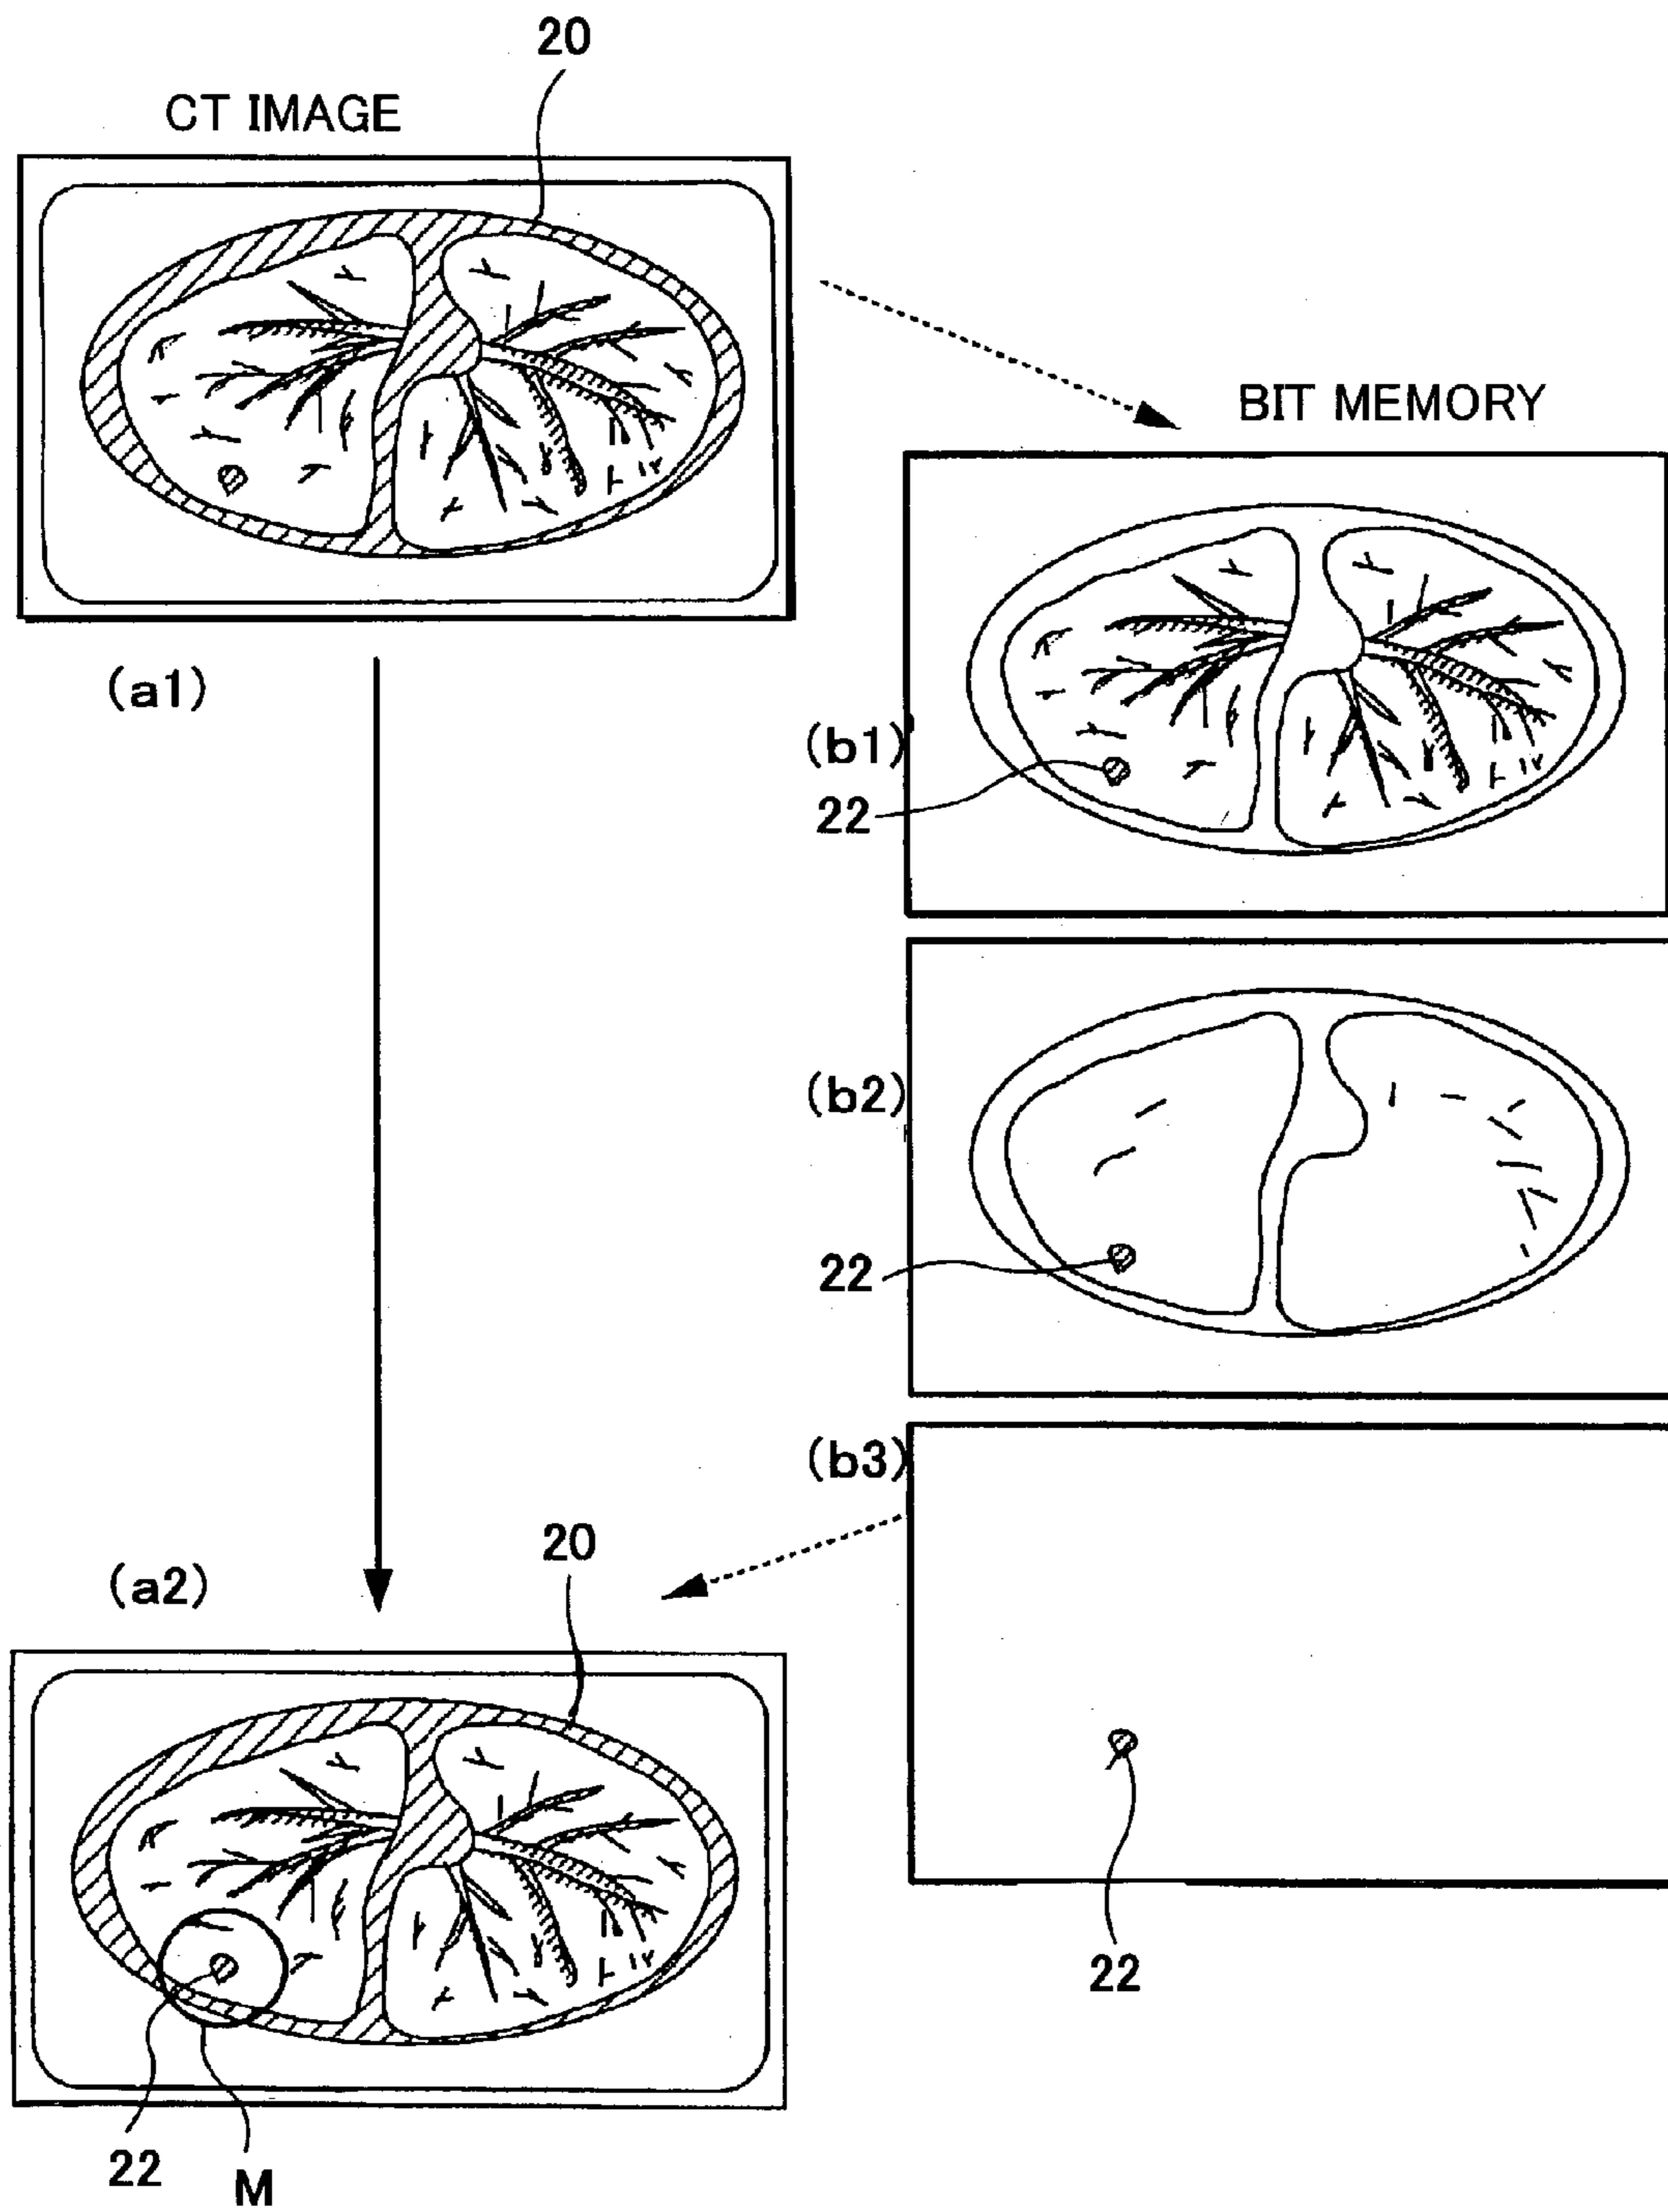 20
CT IMAGE
BIT MEMORY
(a1)
(b1)
22
(b2)
22
(b3)
20
(a2)
22
22
M